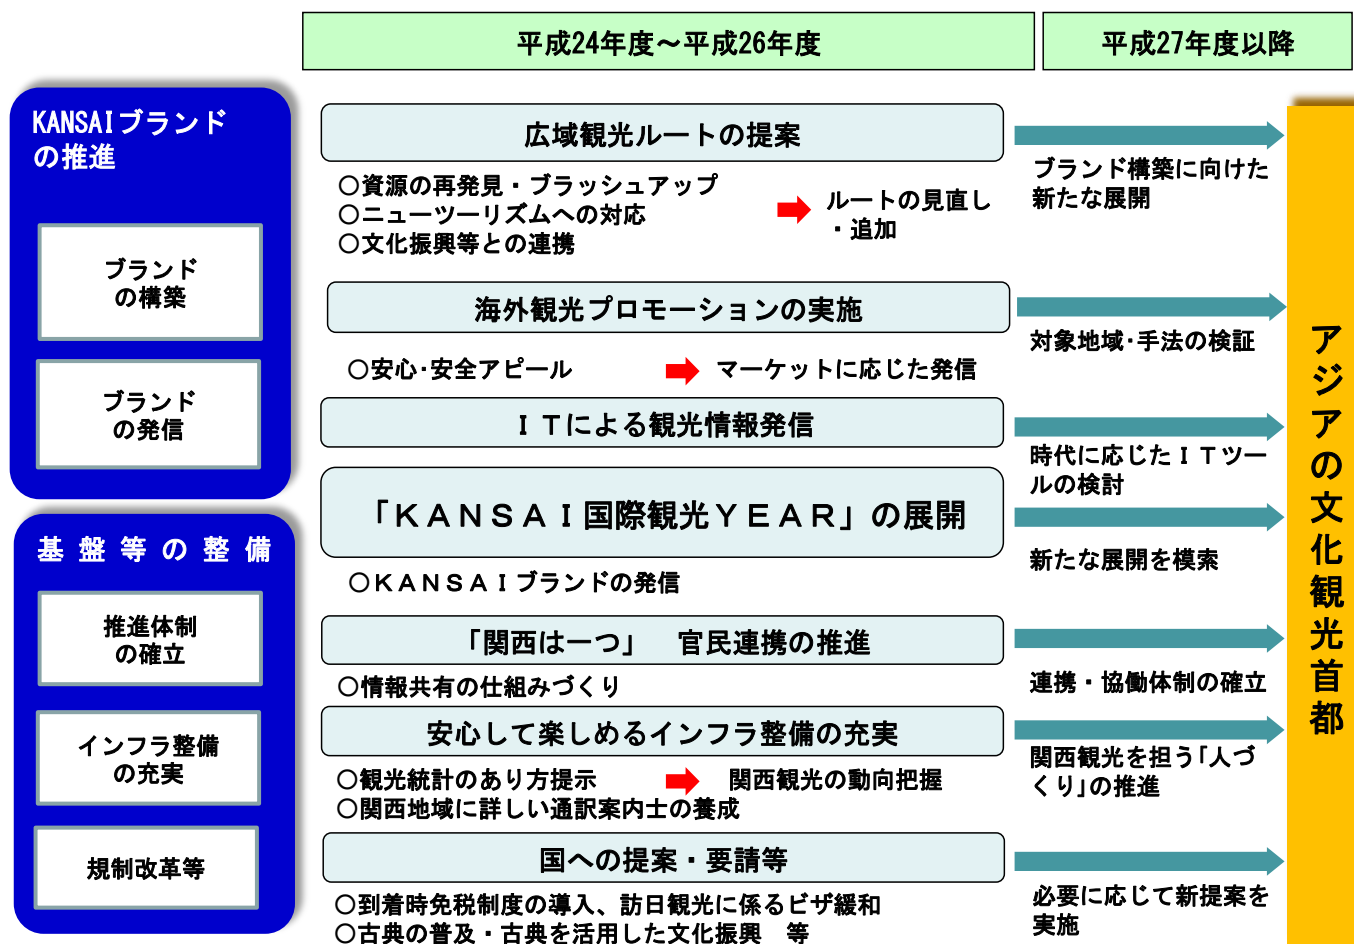 平成24年度～平成26年度
平成27年度以降
KANSAIブランド
の推進
ブランド
の構築
ブランド
の発信
基盤等の整備
推進体制
の確立
インフラ整備
の充実
規制改革等
広域観光ルートの提案
○資源の再発見・ブラッシュアップ
○ニューツーリズムへの対応
○文化振興等との連携
ルートの見直し
・追加
ブランド構築に向けた
新たな展開
海外観光プロモーションの実施
○安心･安全アピール
マーケットに応じた発信
対象地域･手法の検証
ＩＴによる観光情報発信
時代に応じたＩＴツー
ルの検討
「ＫＡＮＳＡＩ国際観光ＹＥＡＲ」の展開
○ＫＡＮＳＡＩブランドの発信
新たな展開を模索
「関西は一つ」　官民連携の推進
○情報共有の仕組みづくり
連携・協働体制の確立
安心して楽しめるインフラ整備の充実
○観光統計のあり方提示
関西観光の動向把握
○関西地域に詳しい通訳案内士の養成
関西観光を担う｢人づ
くり｣の推進
国への提案・要請等
○到着時免税制度の導入、訪日観光に係るビザ緩和
○古典の普及・古典を活用した文化振興　等
必要に応じて新提案を
実施
アジアの文化観光首都